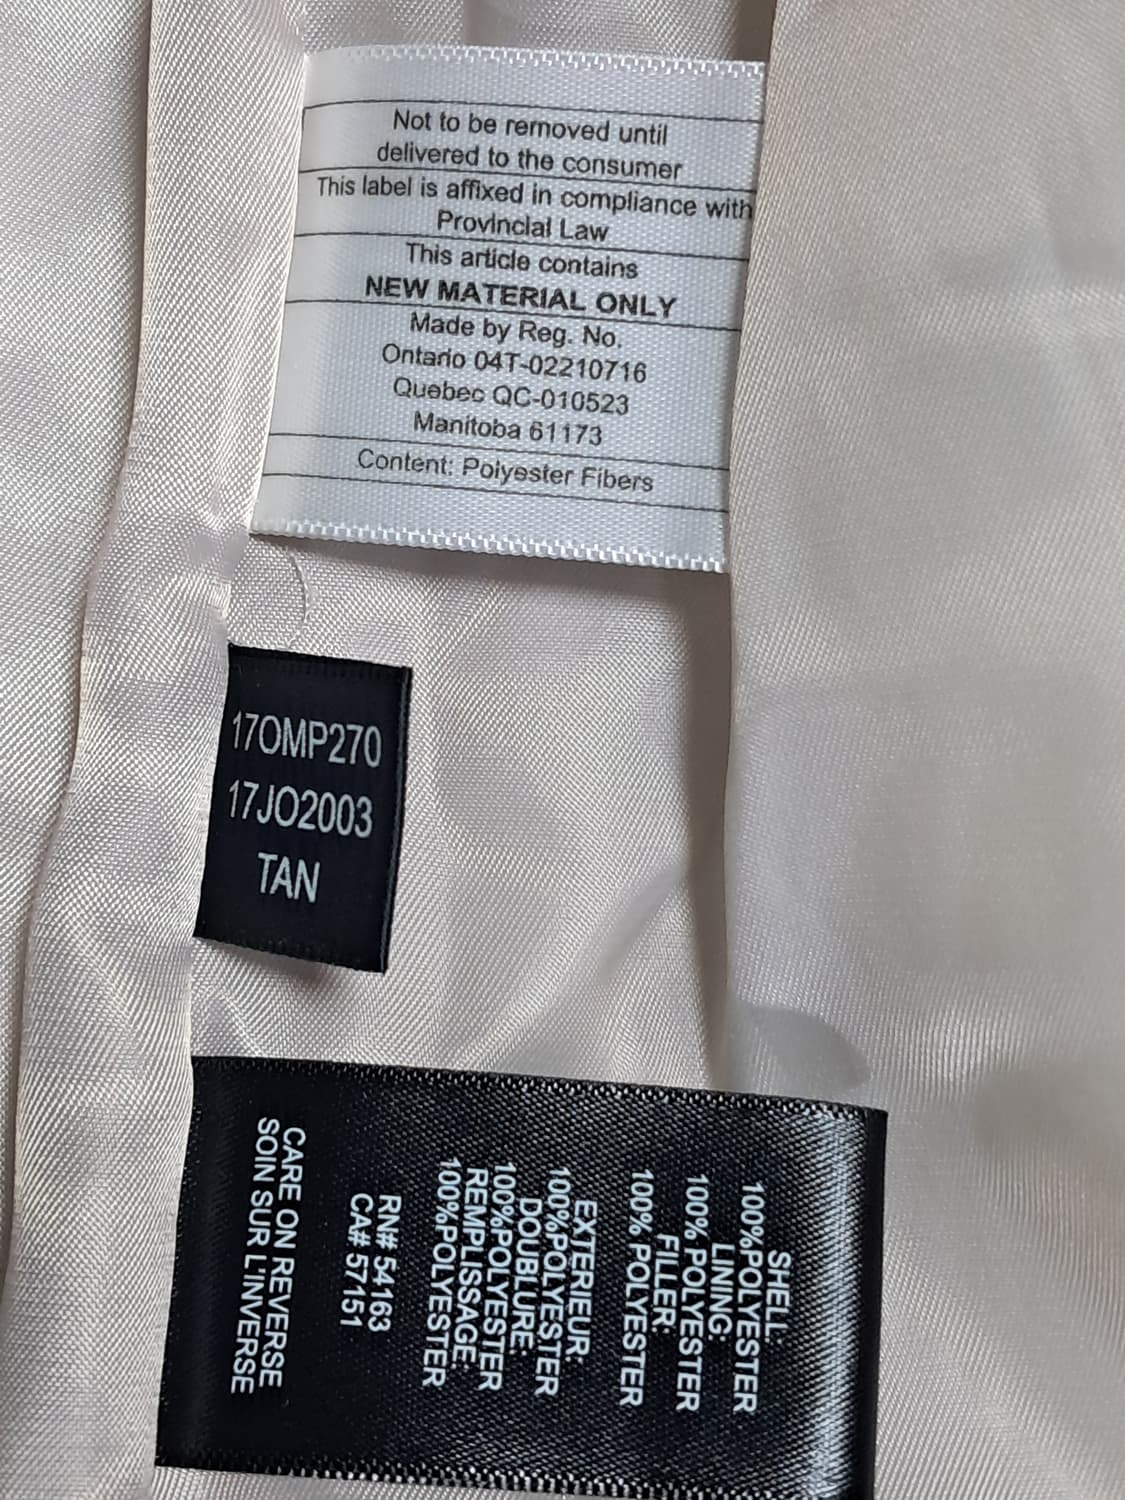 Not to be removed until
delivered to the consumer
This label is affixed in compliance with
Provincial Law
This article contains
NEW MATERIAL ONLY
Made by Reg. No.
Ontario 04T-02210716
Quebec QC-010523
Manitoba 61173
Content: Polyester Fibers
17OMP270
17JO2003
TAN
SHELL:
100%POLYESTER
LINING:
100% POLYESTER
FILLER:
100% POLYESTER
EXTERIEUR:
100%POLYESTER
DOUBLURE:
100%POLYESTER
REMPLISSAGE:
100%POLYESTER
RN# 54163
CA# 57151
CARE ON REVERSE
SOIN SUR L'INVERSE